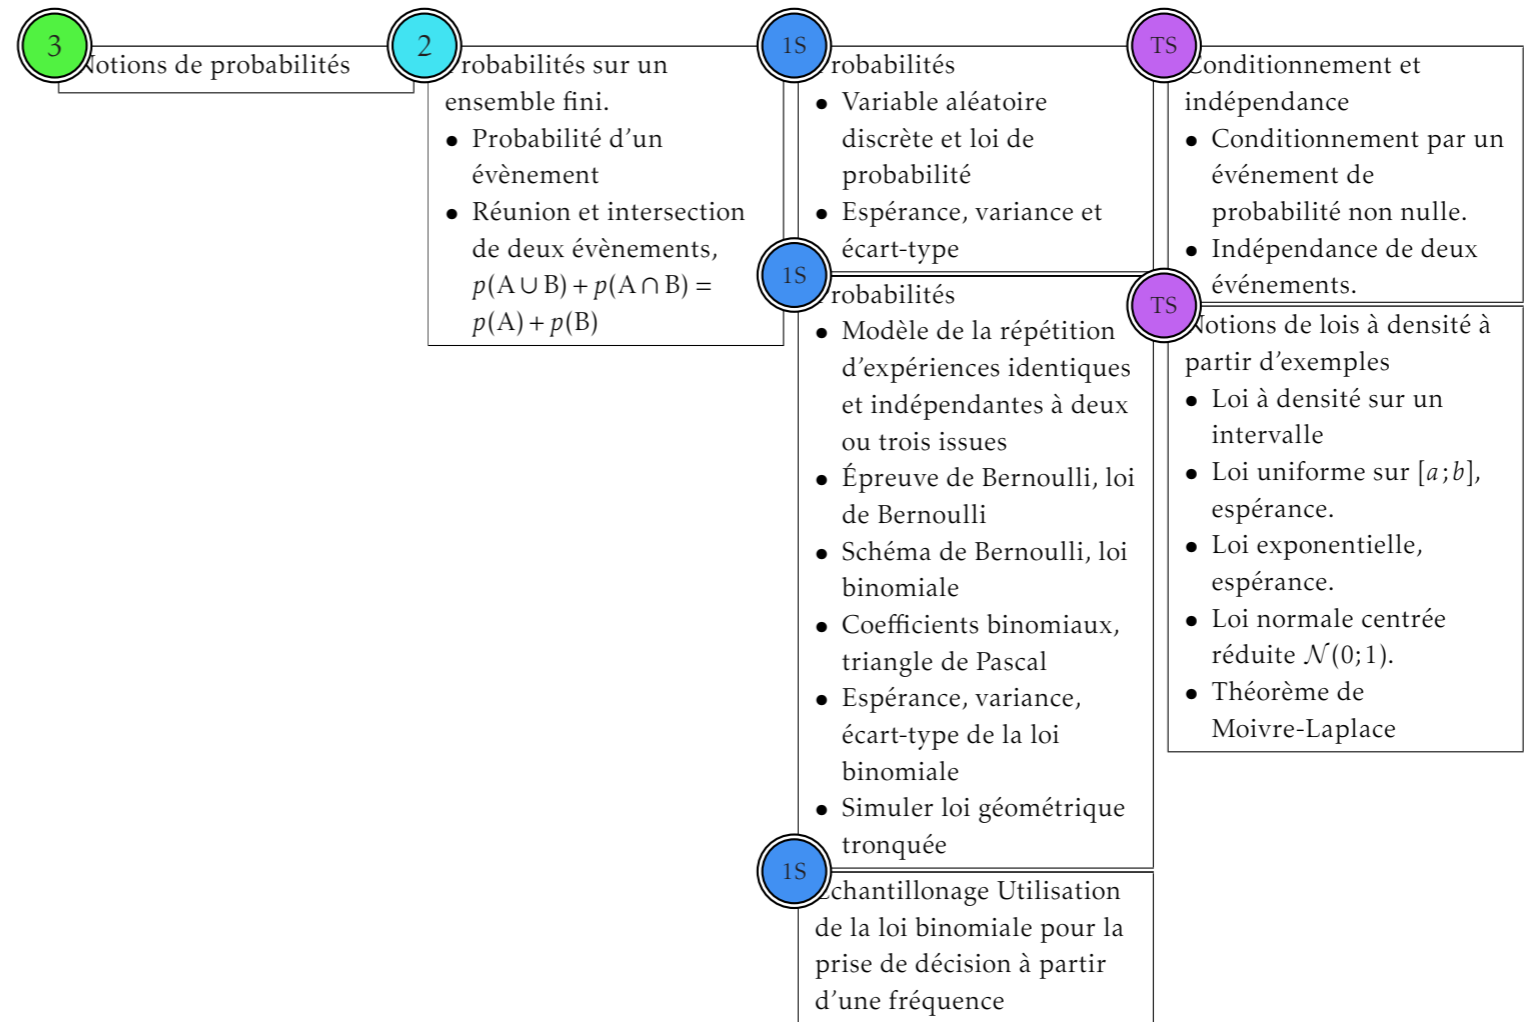 3
Notions de probabilités
2
Probabilités sur un
ensemble fini.
• Probabilité d'un
évènement
• Réunion et intersection
de deux évènements,
p(A ∪ B) + p(A ∩ B) =
p(A) + p(B)
1S
Probabilités
• Variable aléatoire
discrète et loi de
probabilité
• Espérance, variance et
écart-type
1S
Probabilités
• Modèle de la répétition
d'expériences identiques
et indépendantes à deux
ou trois issues
• Épreuve de Bernoulli, loi
de Bernoulli
• Schéma de Bernoulli, loi
binomiale
• Coefficients binomiaux,
triangle de Pascal
• Espérance, variance,
écart-type de la loi
binomiale
• Simuler loi géométrique
tronquée
1S
Échantillonage Utilisation
de la loi binomiale pour la
prise de décision à partir
d'une fréquence
TS
Conditionnement et
indépendance
• Conditionnement par un
événement de
probabilité non nulle.
• Indépendance de deux
événements.
TS
Notions de lois à densité à
partir d'exemples
• Loi à densité sur un
intervalle
• Loi uniforme sur [a ; b],
espérance.
• Loi exponentielle,
espérance.
• Loi normale centrée
réduite 𝒩(0; 1).
• Théorème de
Moivre-Laplace